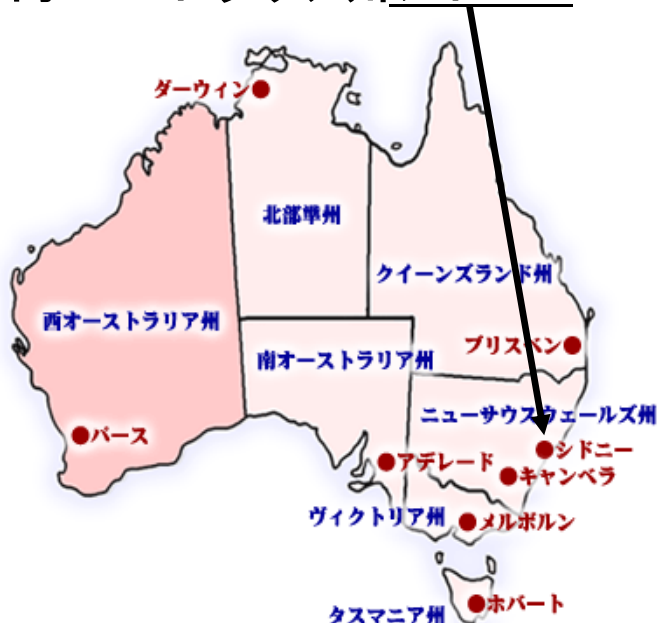 ダーウィン
北部準州
クイーンズランド州
西オーストラリア州
南オーストラリア州
ブリスベン
ニューサウスウェールズ州
パース
シドニー
アデレード
キャンベラ
ヴィクトリア州
メルボルン
ホバート
タスマニア州